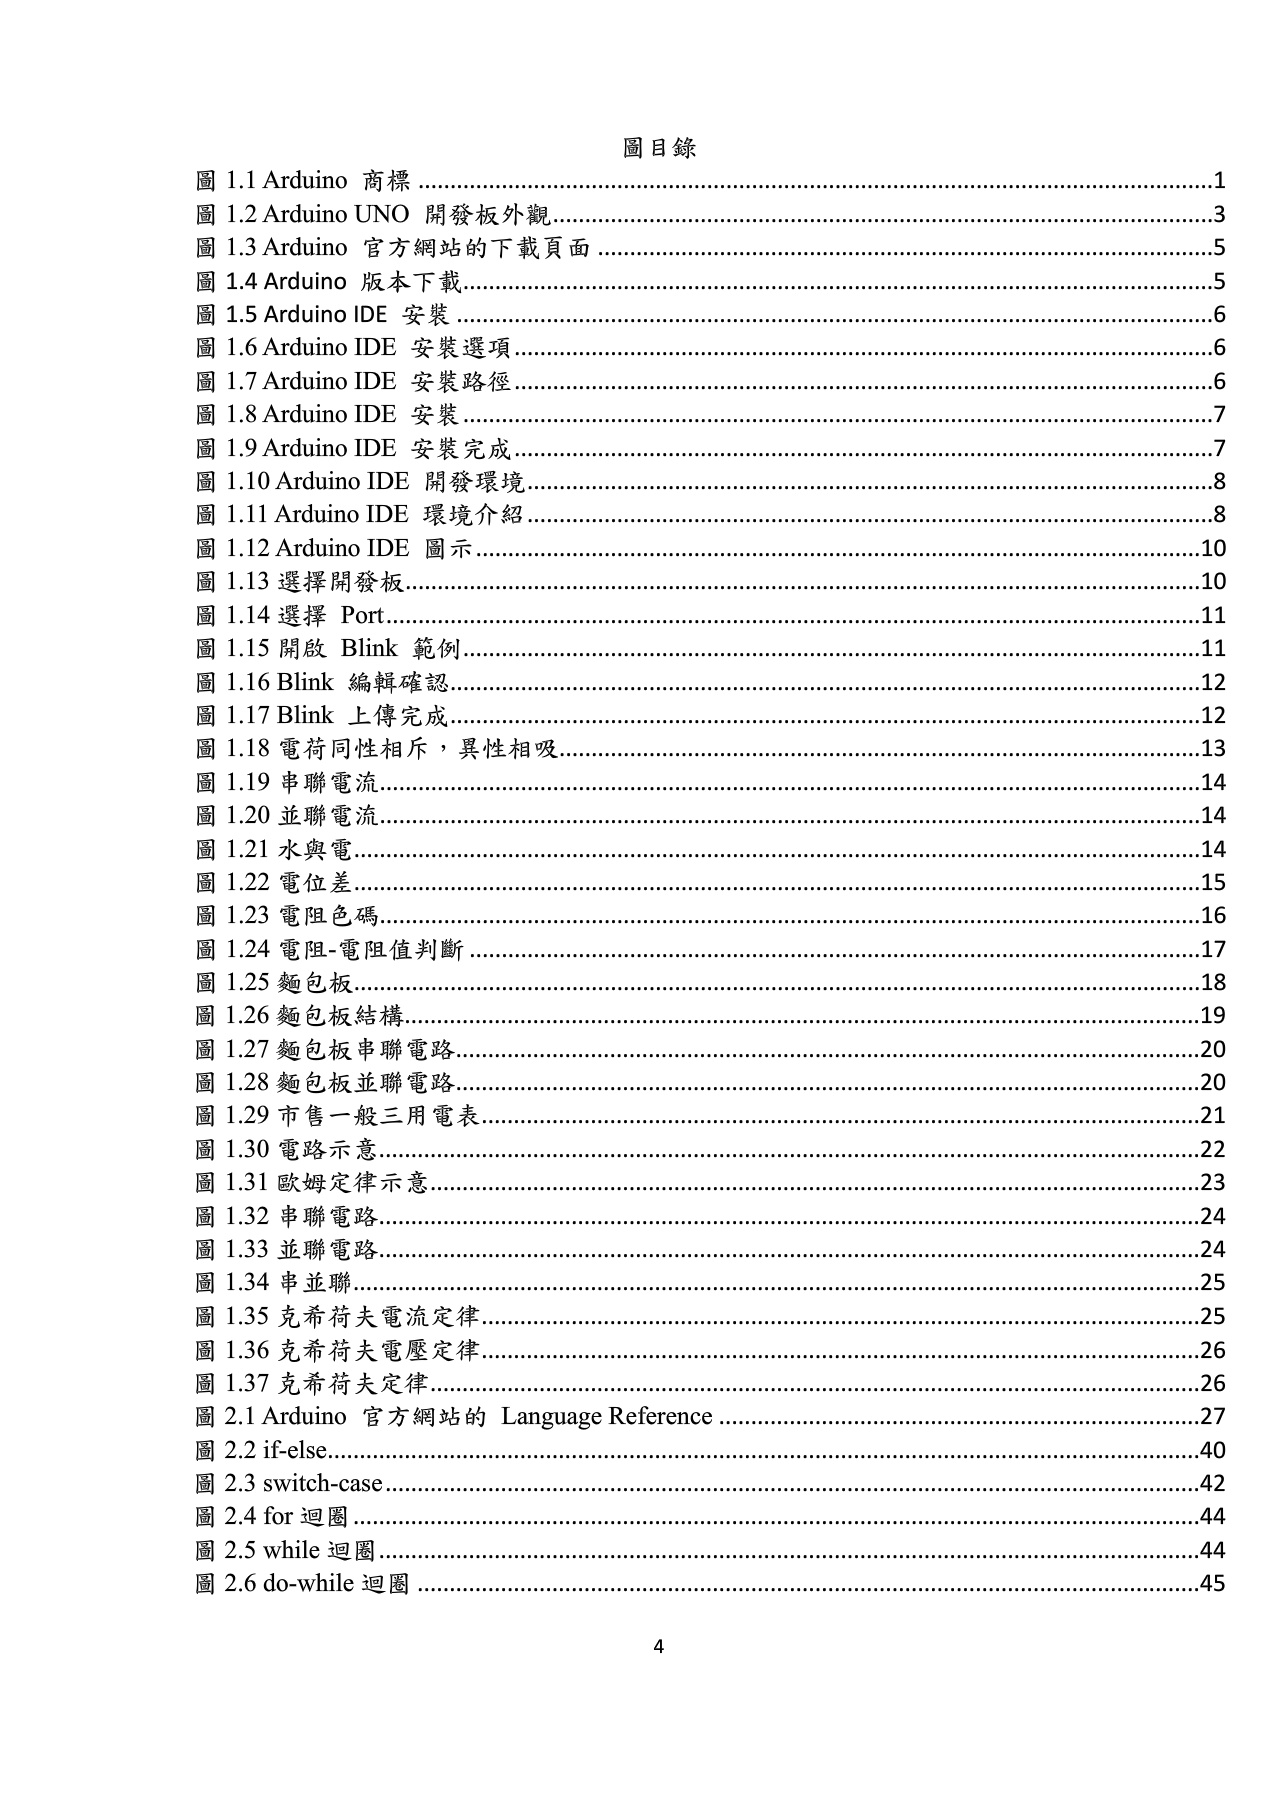 圖目錄
圖 1.1 Arduino 商標 ..........1
圖 1.2 Arduino UNO 開發板外觀..........3
圖 1.3 Arduino 官方網站的下載頁面 ..........5
圖 1.4 Arduino 版本下載..........5
圖 1.5 Arduino IDE 安裝 ..........6
圖 1.6 Arduino IDE 安裝選項..........6
圖 1.7 Arduino IDE 安裝路徑..........6
圖 1.8 Arduino IDE 安裝..........7
圖 1.9 Arduino IDE 安裝完成..........7
圖 1.10 Arduino IDE 開發環境..........8
圖 1.11 Arduino IDE 環境介紹..........8
圖 1.12 Arduino IDE 圖示..........10
圖 1.13 選擇開發板..........10
圖 1.14 選擇 Port..........11
圖 1.15 開啟 Blink 範例..........11
圖 1.16 Blink 編輯確認..........12
圖 1.17 Blink 上傳完成..........12
圖 1.18 電荷同性相斥，異性相吸..........13
圖 1.19 串聯電流..........14
圖 1.20 並聯電流..........14
圖 1.21 水與電..........14
圖 1.22 電位差..........15
圖 1.23 電阻色碼..........16
圖 1.24 電阻-電阻值判斷 ..........17
圖 1.25 麵包板..........18
圖 1.26 麵包板結構..........19
圖 1.27 麵包板串聯電路..........20
圖 1.28 麵包板並聯電路..........20
圖 1.29 市售一般三用電表..........21
圖 1.30 電路示意..........22
圖 1.31 歐姆定律示意..........23
圖 1.32 串聯電路..........24
圖 1.33 並聯電路..........24
圖 1.34 串並聯..........25
圖 1.35 克希荷夫電流定律..........25
圖 1.36 克希荷夫電壓定律..........26
圖 1.37 克希荷夫定律..........26
圖 2.1 Arduino 官方網站的 Language Reference ..........27
圖 2.2 if-else..........40
圖 2.3 switch-case..........42
圖 2.4 for 迴圈 ..........44
圖 2.5 while 迴圈..........44
圖 2.6 do-while 迴圈 ..........45
4